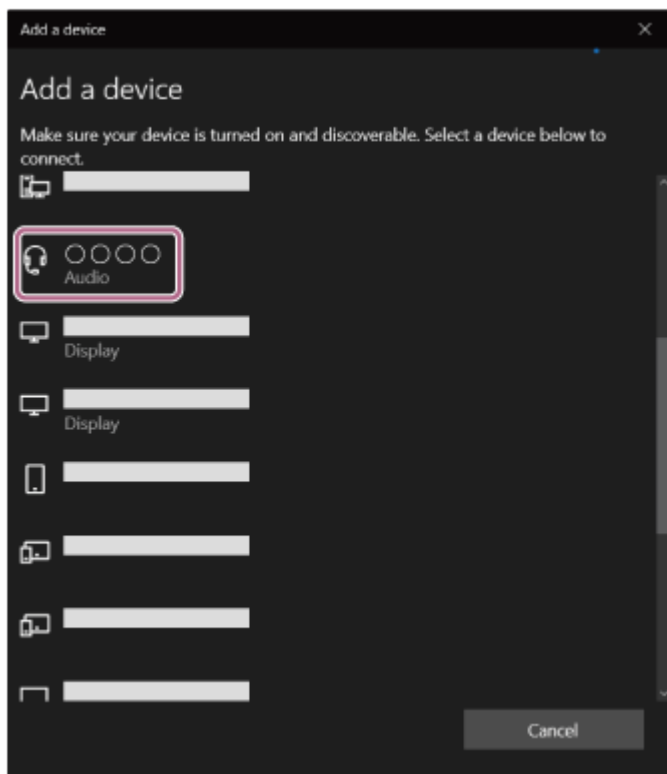 Add a device
Add a device
Make sure your device is turned on and discoverable. Select a device below to
connect.
○○○○
Audio
Display
Display
Cancel